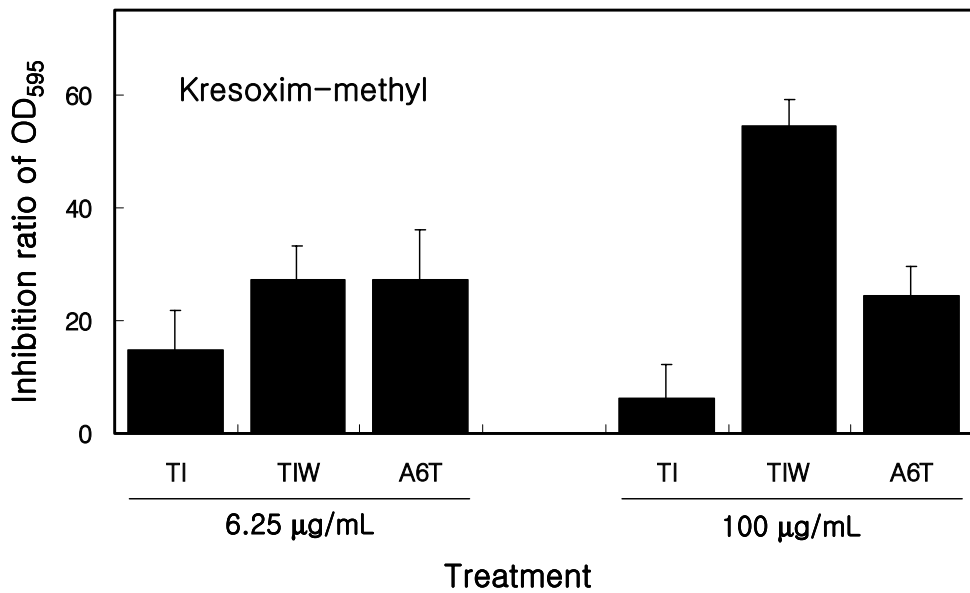 Kresoxim-methyl
Inhibition ratio of OD595
60
40
20
0
TI TIW A6T TI TIW A6T
6.25 μg/mL 100 μg/mL
Treatment